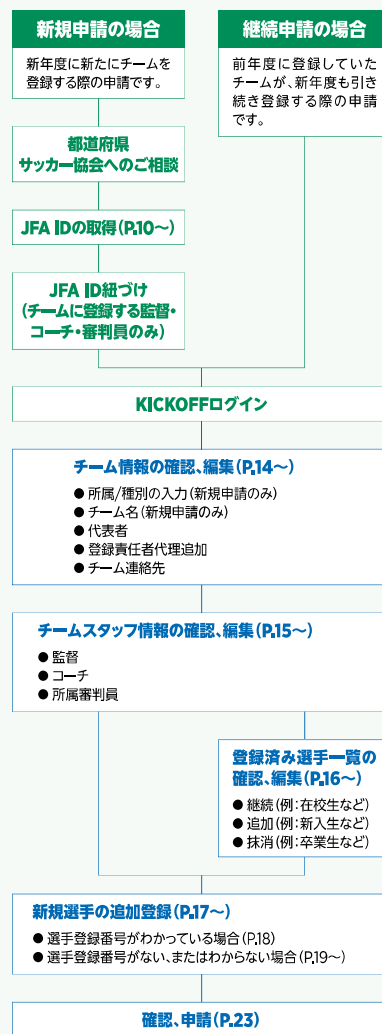 新規申請の場合
新年度に新たにチームを
登録する際の申請です。
都道府県
サッカー協会へのご相談
JFA IDの取得(P.10〜)
JFA ID紐づけ
(チームに登録する監督・
コーチ・審判員のみ)
継続申請の場合
前年度に登録していた
チームが、新年度も引き
続き登録する際の申請
です。
KICKOFFログイン
チーム情報の確認、編集(P.14〜)
● 所属/種別の入力(新規申請のみ)
● チーム名(新規申請のみ)
● 代表者
● 登録責任者代理追加
● チーム連絡先
チームスタッフ情報の確認、編集(P.15〜)
● 監督
● コーチ
● 所属審判員
登録済み選手一覧の
確認、編集(P.16〜)
● 継続(例:在校生など)
● 追加(例:新入生など)
● 抹消(例:卒業生など)
新規選手の追加登録(P.17〜)
● 選手登録番号がわかっている場合(P.18)
● 選手登録番号がない、またはわからない場合(P.19〜)
確認、申請(P.23)